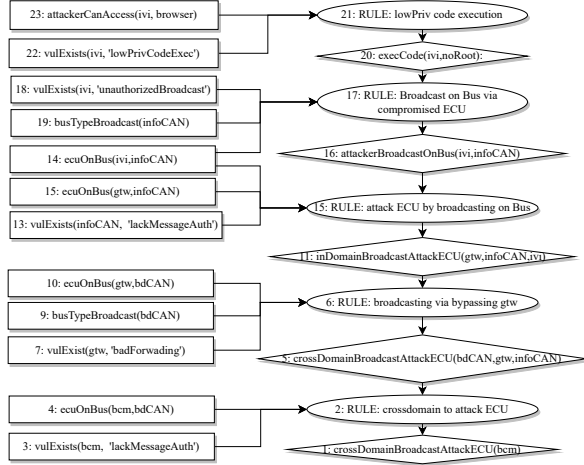 23: attackerCanAccess(ivi, browser)
21: RULE: lowPriv code execution
22: vulExists(ivi, 'lowPrivCodeExec')
20: execCode(ivi,noRoot):
18: vulExists(ivi, 'unauthorizedBroadcast')
17: RULE: Broadcast on Bus via
compromised ECU
19: busTypeBroadcast(infoCAN)
14: ecuOnBus(ivi,infoCAN)
16: attackerBroadcastOnBus(ivi,infoCAN)
15: ecuOnBus(gtw,infoCAN)
15: RULE: attack ECU by broadcasting on Bus
13: vulExists(infoCAN, 'lackMessageAuth')
11: inDomainBroadcastAttackECU(gtw,infoCAN,ivi)
10: ecuOnBus(gtw,bdCAN)
6: RULE: broadcasting via bypassing gtw
9: busTypeBroadcast(bdCAN)
7: vulExist(gtw, 'badForwading')
5: crossDomainBroadcastAttackECU(bdCAN,gtw,infoCAN)
4: ecuOnBus(bcm,bdCAN)
2: RULE: crossdomain to attack ECU
3: vulExists(bcm, 'lackMessageAuth')
1: crossDomainBroadcastAttackECU(bcm)